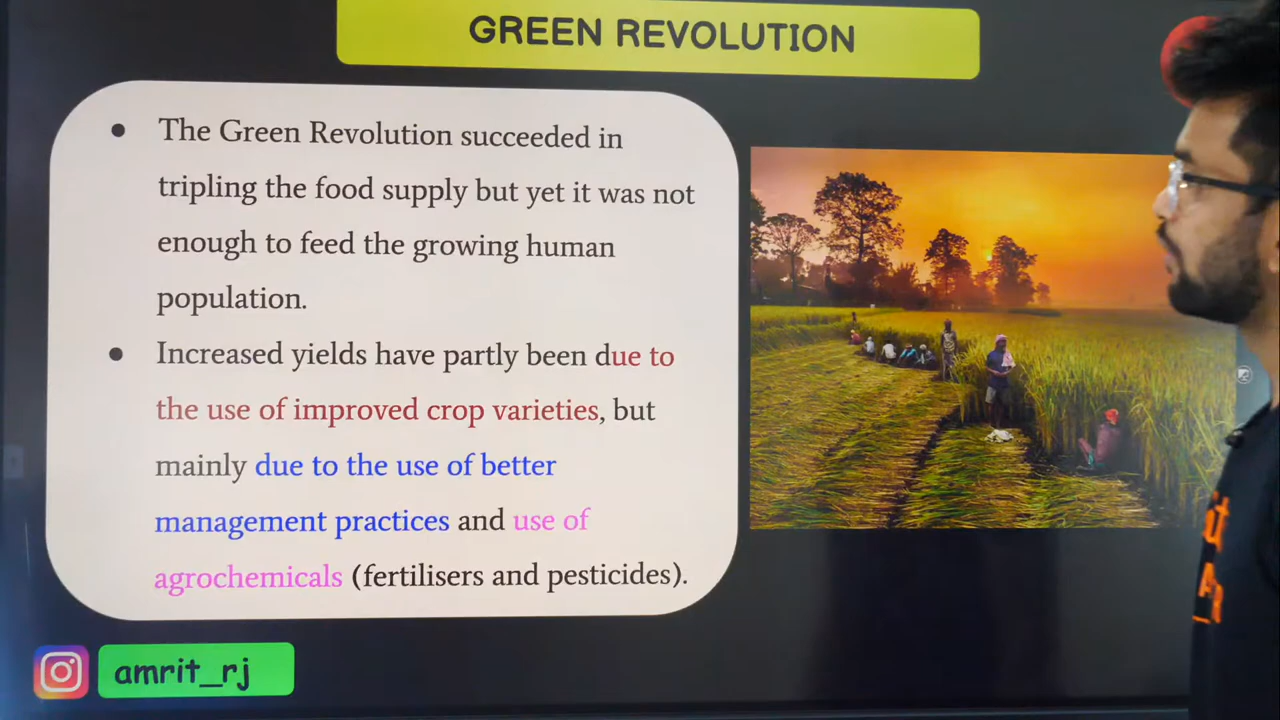 GREEN REVOLUTION
The Green Revolution succeeded in
tripling the food supply but yet it was not
enough to feed the growing human
population.
Increased yields have partly been due to
the use of improved crop varieties, but
mainly due to the use of better
management practices and use of
agrochemicals (fertilisers and pesticides).
amrit_rj